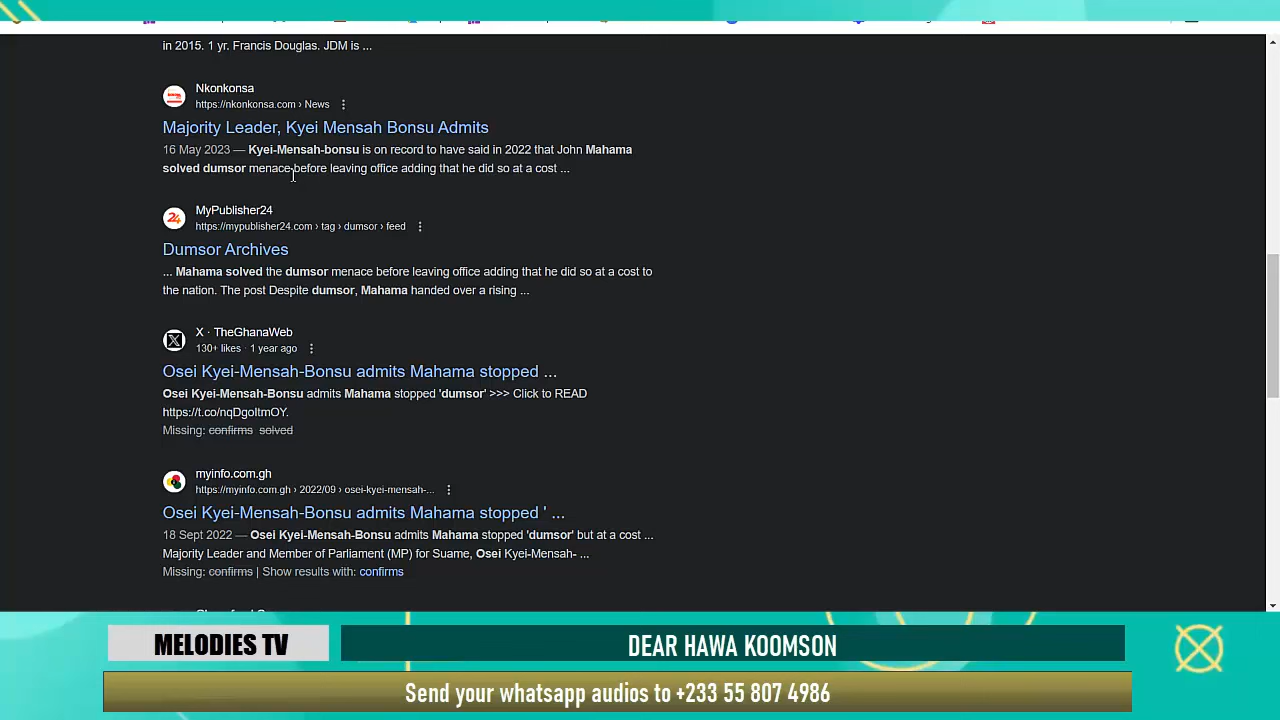 in 2015. 1 yr. Francis Douglas. JDM is ...
Nkonkonsa
https://nkonkonsa.com › News
Majority Leader, Kyei Mensah Bonsu Admits
16 May 2023 — Kyei-Mensah-bonsu is on record to have said in 2022 that John Mahama
solved dumsor menace before leaving office adding that he did so at a cost ...
MyPublisher24
https://mypublisher24.com › tag › dumsor › feed
Dumsor Archives
... Mahama solved the dumsor menace before leaving office adding that he did so at a cost to
the nation. The post Despite dumsor, Mahama handed over a rising ...
X · TheGhanaWeb
130+ likes · 1 year ago
Osei Kyei-Mensah-Bonsu admits Mahama stopped ...
Osei Kyei-Mensah-Bonsu admits Mahama stopped 'dumsor' >>> Click to READ
https://t.co/nqDgoItmOY.
Missing: confirms solved
myinfo.com.gh
https://myinfo.com.gh › 2022/09 › osei-kyei-mensah-...
Osei Kyei-Mensah-Bonsu admits Mahama stopped ' ...
18 Sept 2022 — Osei Kyei-Mensah-Bonsu admits Mahama stopped 'dumsor' but at a cost ...
Majority Leader and Member of Parliament (MP) for Suame, Osei Kyei-Mensah- ...
Missing: confirms | Show results with: confirms
MELODIES TV
DEAR HAWA KOOMSON
Send your whatsapp audios to +233 55 807 4986